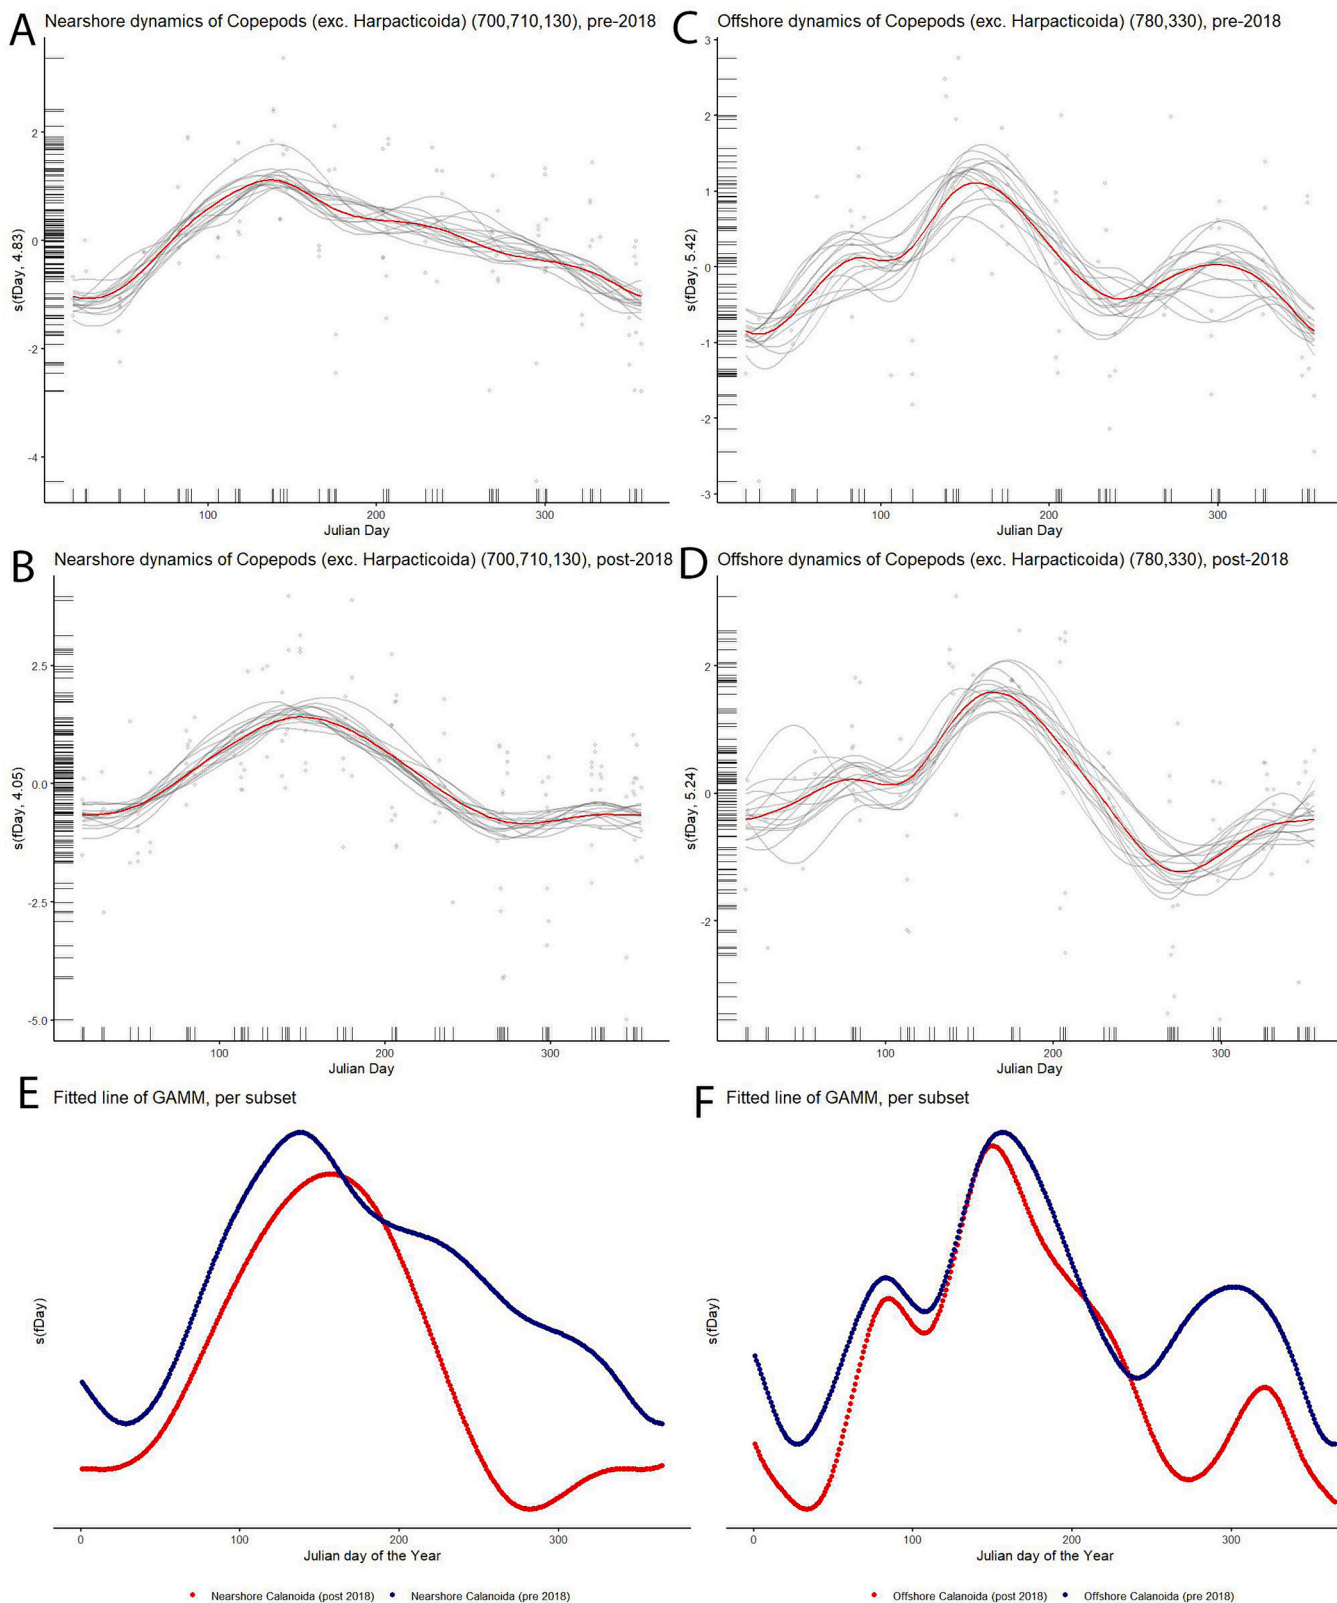 A Nearshore dynamics of Copepods (exc. Harpacticoida) (700,710,130), pre-2018
s(fDay, 4.83)
2
0
-2
-4
100 200 300
Julian Day
C Offshore dynamics of Copepods (exc. Harpacticoida) (780,330), pre-2018
s(fDay, 5.42)
3
2
1
0
-1
-2
-3
100 200 300
Julian Day
B Nearshore dynamics of Copepods (exc. Harpacticoida) (700,710,130), post-2018
s(fDay, 4.05)
2.5
0.0
-2.5
-5.0
100 200 300
Julian Day
D Offshore dynamics of Copepods (exc. Harpacticoida) (780,330), post-2018
s(fDay, 5.24)
2
0
-2
100 200 300
Julian Day
E Fitted line of GAMM, per subset
s(fDay)
0 100 200 300
Julian day of the Year
Nearshore Calanoida (post 2018) Nearshore Calanoida (pre 2018)
F Fitted line of GAMM, per subset
s(fDay)
0 100 200 300
Julian day of the Year
Offshore Calanoida (post 2018) Offshore Calanoida (pre 2018)